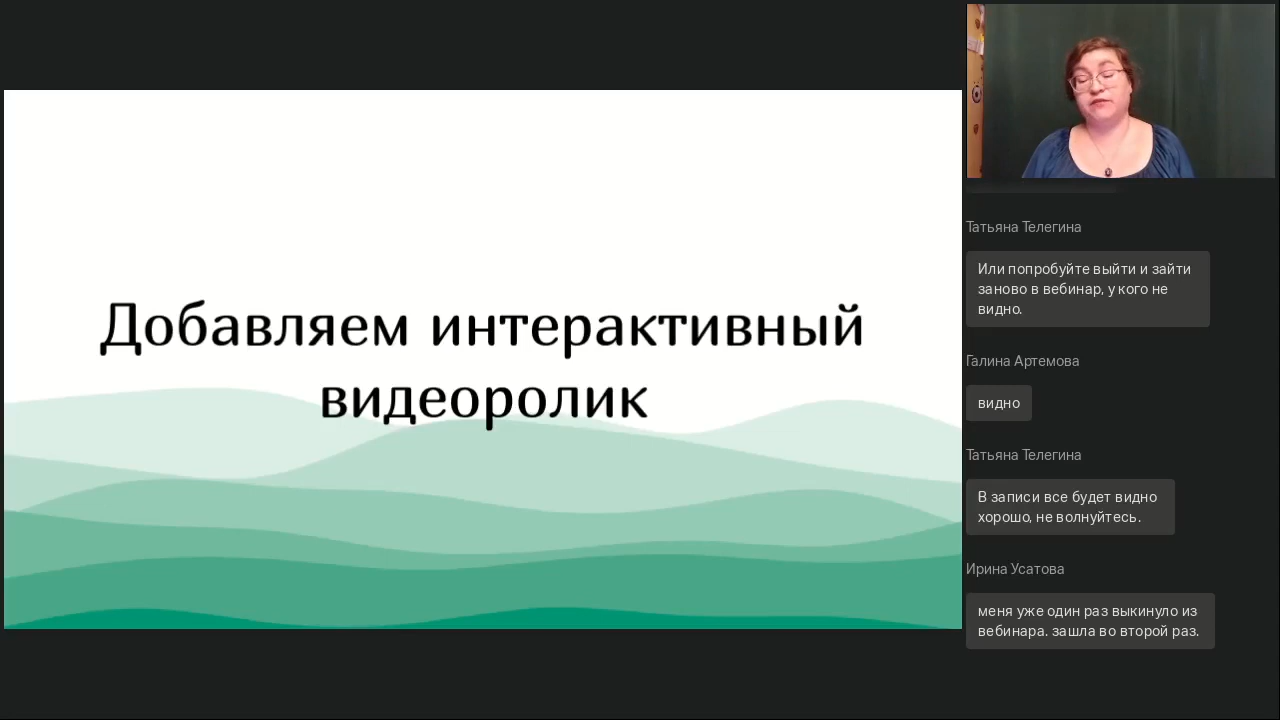 Добавляем интерактивный
видеоролик
Татьяна Телегина
Или попробуйте выйти и зайти
заново в вебинар, у кого не
видно.
Галина Артемова
видно
Татьяна Телегина
В записи все будет видно
хорошо, не волнуйтесь.
Ирина Усатова
меня уже один раз выкинуло из
вебинара. зашла во второй раз.